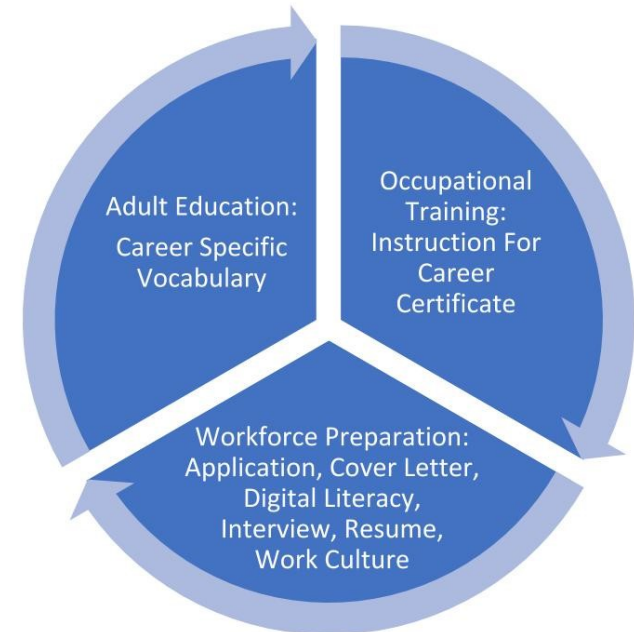 Adult Education:
Career Specific
Vocabulary
Occupational
Training:
Instruction For
Career
Certificate
Workforce Preparation:
Application, Cover Letter,
Digital Literacy,
Interview, Resume,
Work Culture